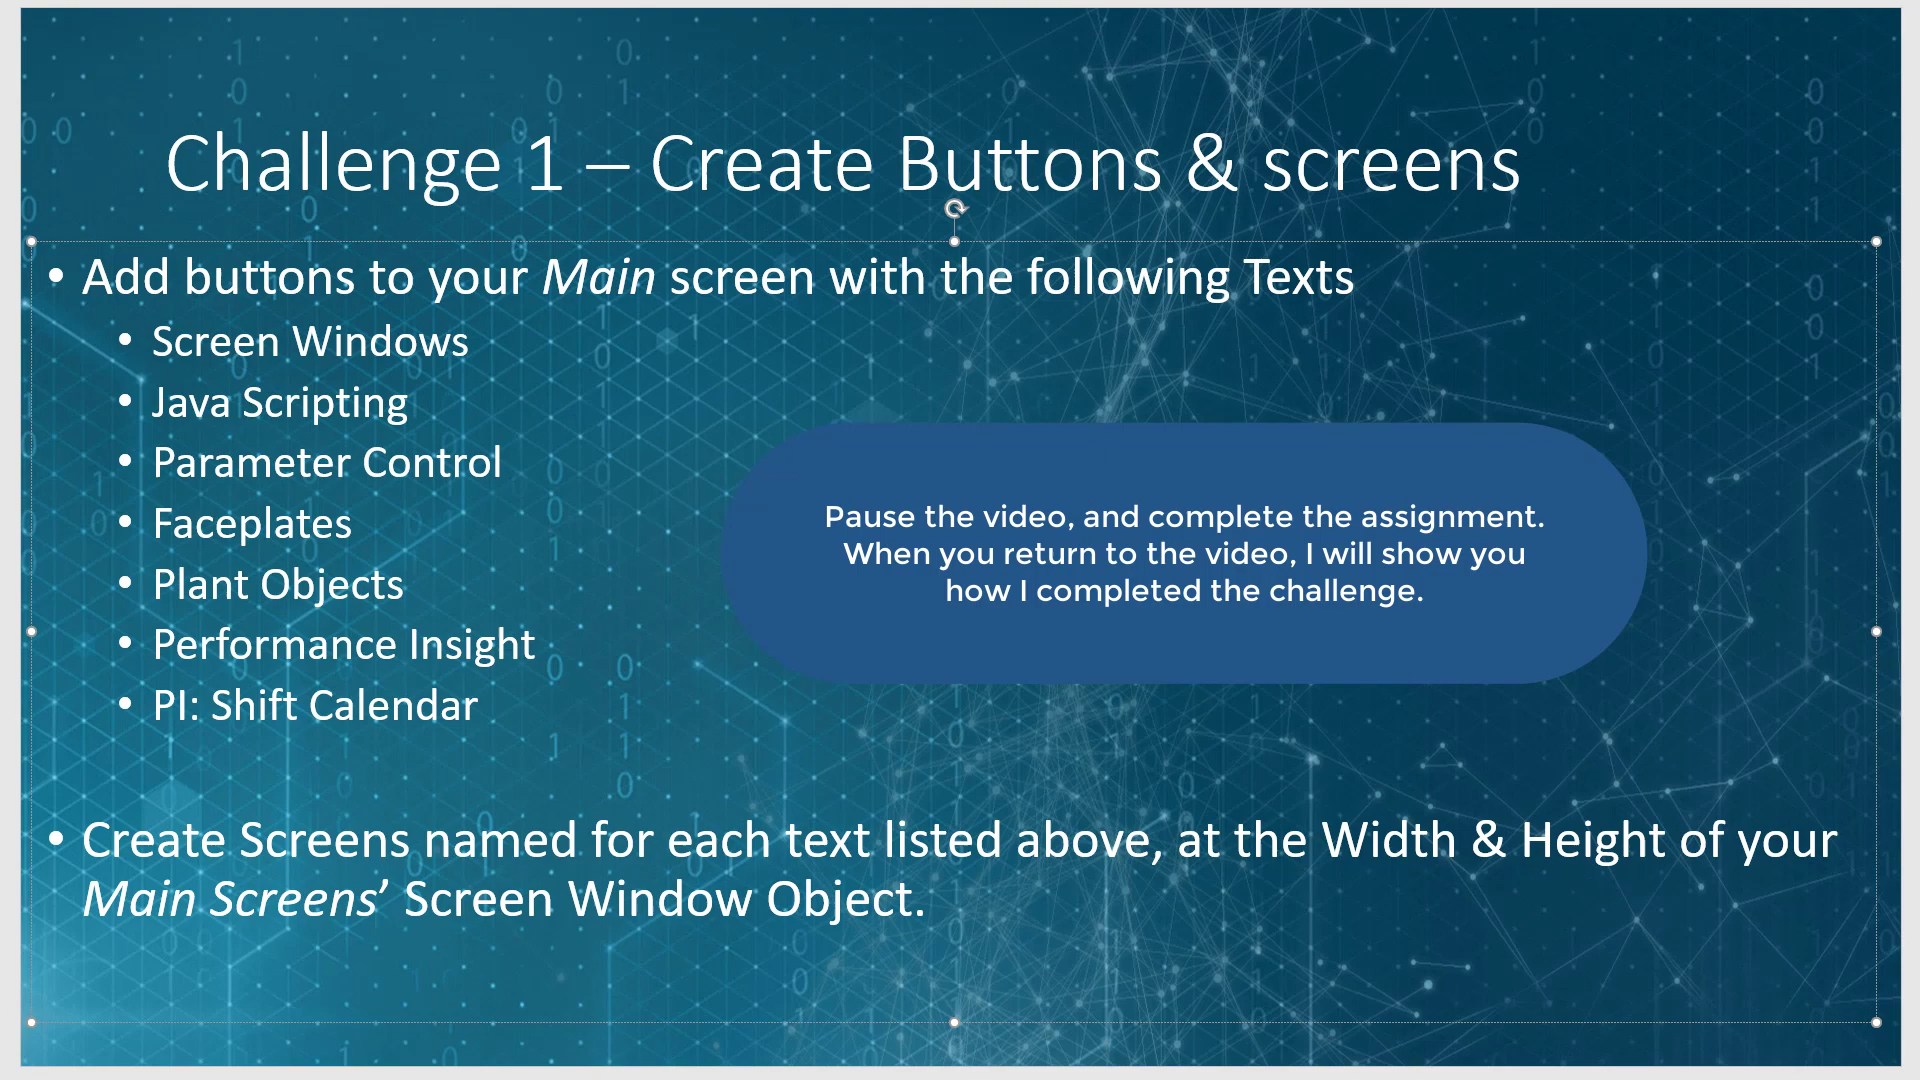 Challenge 1 – Create Buttons & screens
• Add buttons to your Main screen with the following Texts
• Screen Windows
• Java Scripting
• Parameter Control
• Faceplates
• Plant Objects
• Performance Insight
• PI: Shift Calendar
Pause the video, and complete the assignment.
When you return to the video, I will show you
how I completed the challenge.
• Create Screens named for each text listed above, at the Width & Height of your
Main Screens’ Screen Window Object.